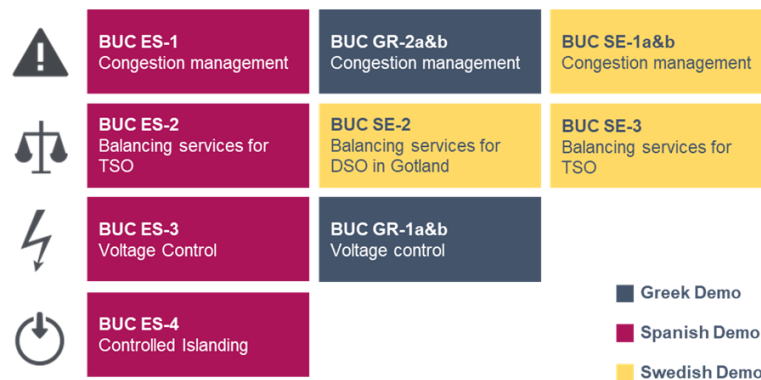 BUC ES-1
Congestion management
BUC GR-2a&b
Congestion management
BUC SE-1a&b
Congestion management
BUC ES-2
Balancing services for
TSO
BUC SE-2
Balancing services for
DSO in Gotland
BUC SE-3
Balancing services for
TSO
BUC ES-3
Voltage Control
BUC GR-1a&b
Voltage control
BUC ES-4
Controlled Islanding
Greek Demo
Spanish Demo
Swedish Demo